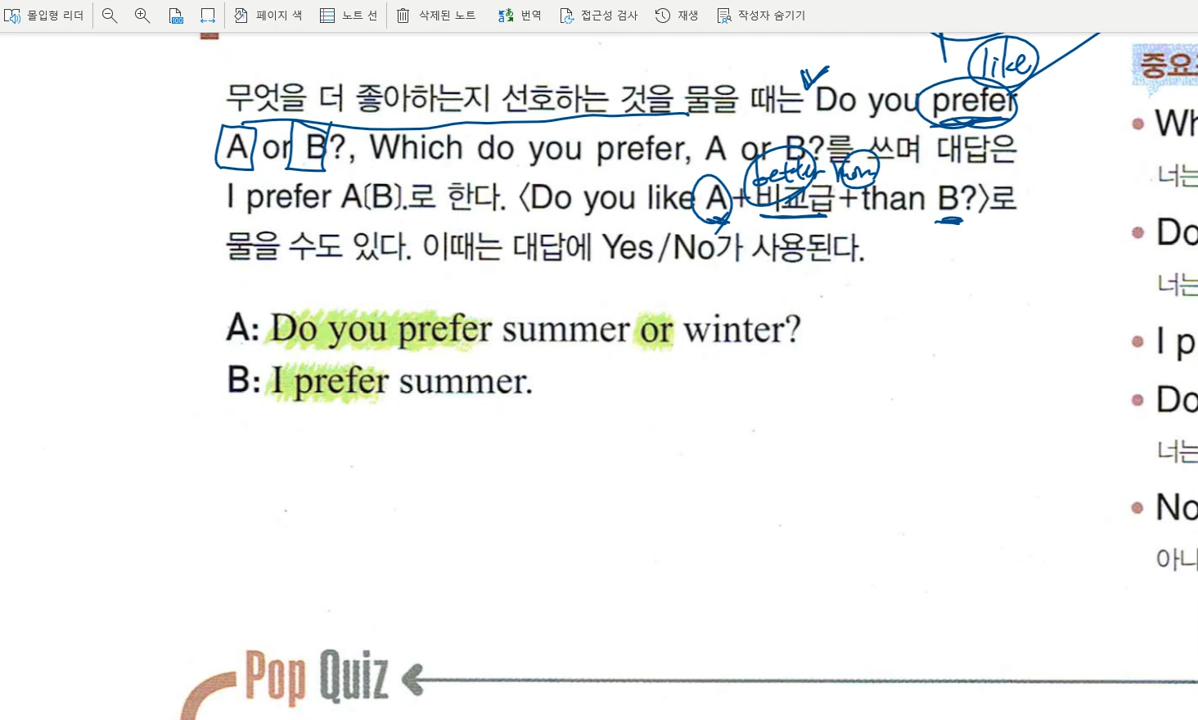 몰입형 리더 페이지 색 노트 선 삭제된 노트 번역 접근성 검사 재생 작성자 숨기기
like
중요
무엇을 더 좋아하는지 선호하는 것을 물을 때는 Do you prefer
A or B?, Which do you prefer, A or B?를 쓰며 대답은
better
I prefer A(B).로 한다. 〈Do you like A+비교급+than B?〉로
물을 수도 있다. 이때는 대답에 Yes/No가 사용된다.
A: Do you prefer summer or winter?
B: I prefer summer.
Wh
너는
Do
너는
I p
Do
너는
No
아니
Pop Quiz